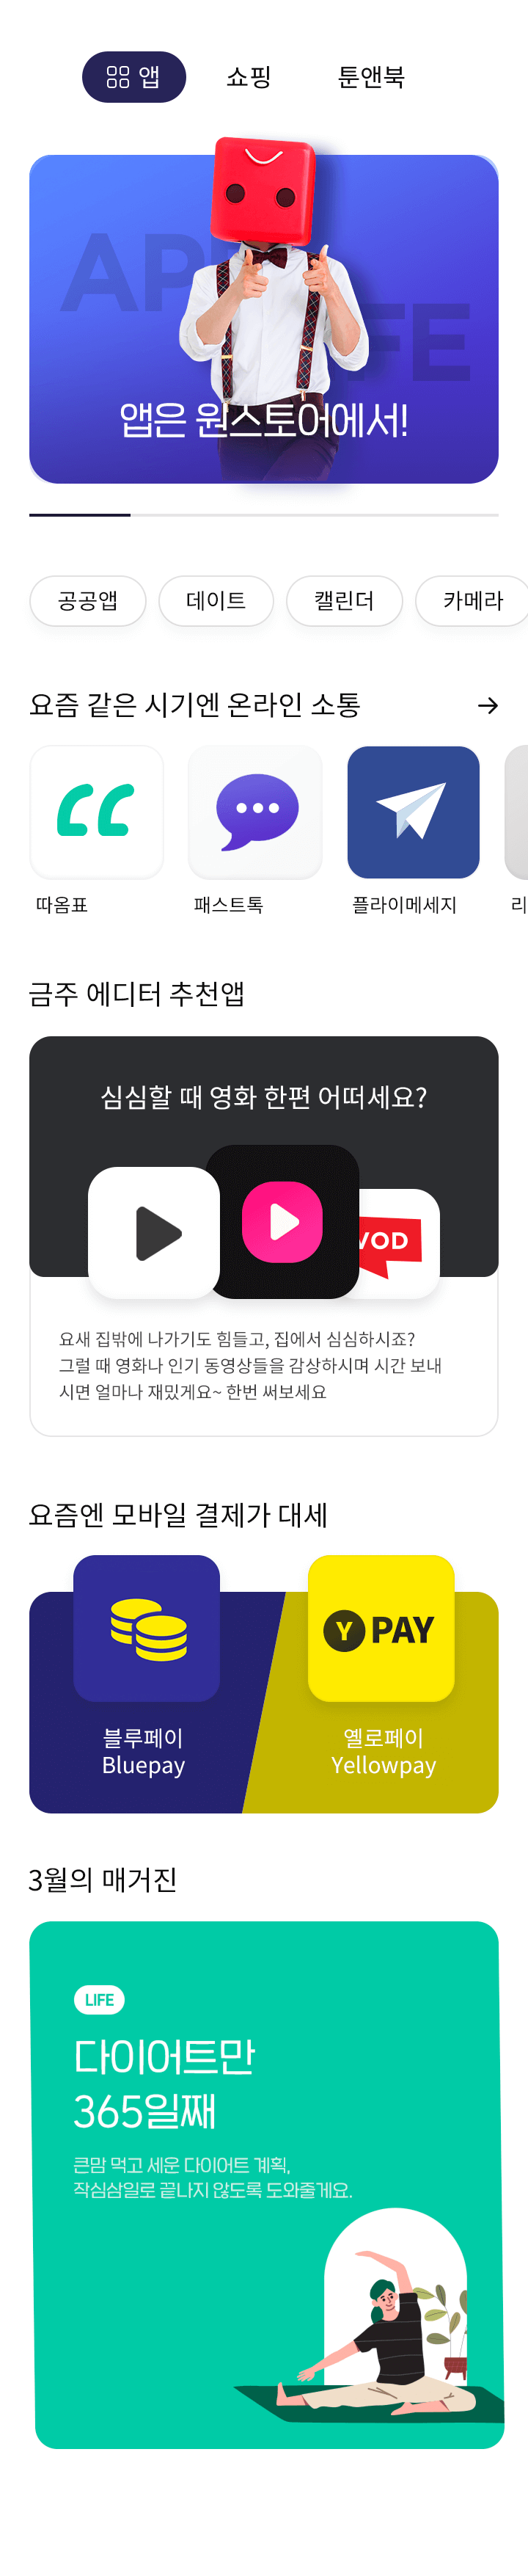 앱
쇼핑
툰앤북
앱은 원스토어에서!
공공앱
데이트
캘린더
카메라
요즘 같은 시기엔 온라인 소통
따옴표
패스트톡
플라이메세지
리
금주 에디터 추천앱
심심할 때 영화 한편 어떠세요?
VOD
요새 집밖에 나가기도 힘들고, 집에서 심심하시죠?
그럴 때 영화나 인기 동영상들을 감상하시며 시간 보내
시면 얼마나 재밌게요~ 한번 써보세요
요즘엔 모바일 결제가 대세
Y PAY
블루페이
Bluepay
옐로페이
Yellowpay
3월의 매거진
LIFE
다이어트만
365일째
큰맘 먹고 세운 다이어트 계획,
작심삼일로 끝나지 않도록 도와줄게요.